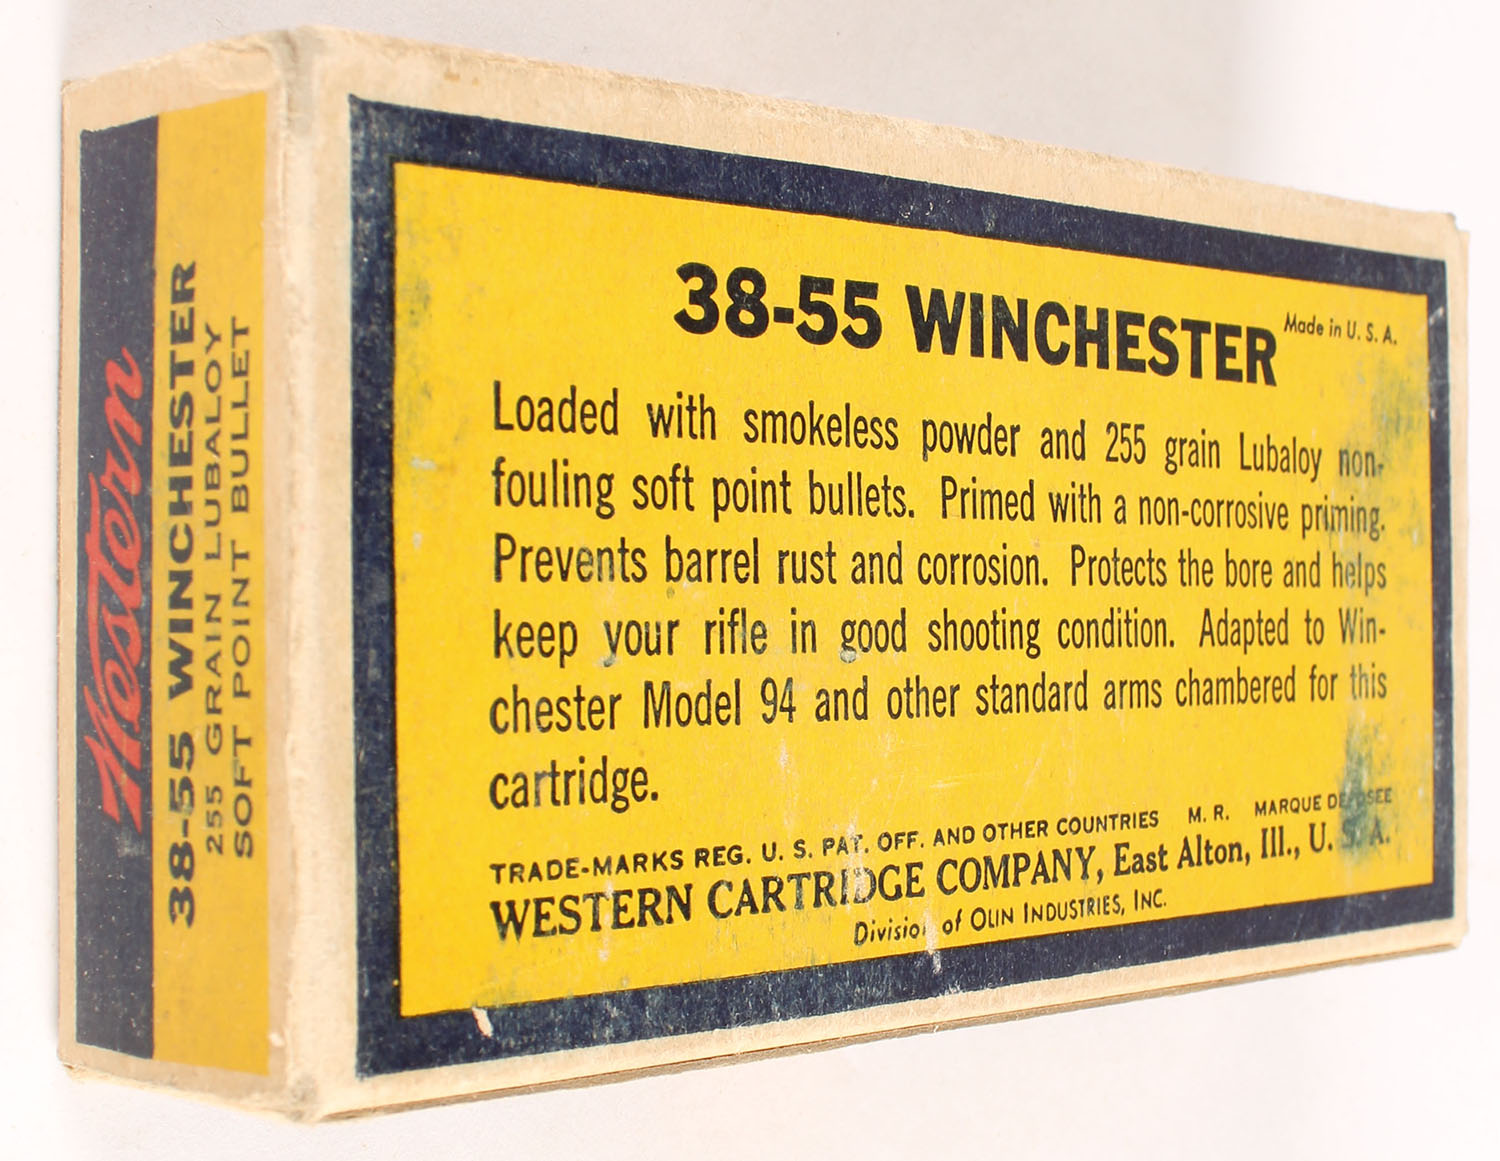 Western
38-55 WINCHESTER
255 GRAIN LUBALOY
SOFT POINT BULLET
38-55 WINCHESTER
Made in U. S. A.
Loaded with smokeless powder and 255 grain Lubaloy non-
fouling soft point bullets. Primed with a non-corrosive priming.
Prevents barrel rust and corrosion. Protects the bore and helps
keep your rifle in good shooting condition. Adapted to Win-
chester Model 94 and other standard arms chambered for this
cartridge.
TRADE-MARKS REG. U. S. PAT. OFF. AND OTHER COUNTRIES M. R. MARQUE DEPOSEE
WESTERN CARTRIDGE COMPANY, East Alton, Ill., U. S. A.
Division of OLIN INDUSTRIES, INC.